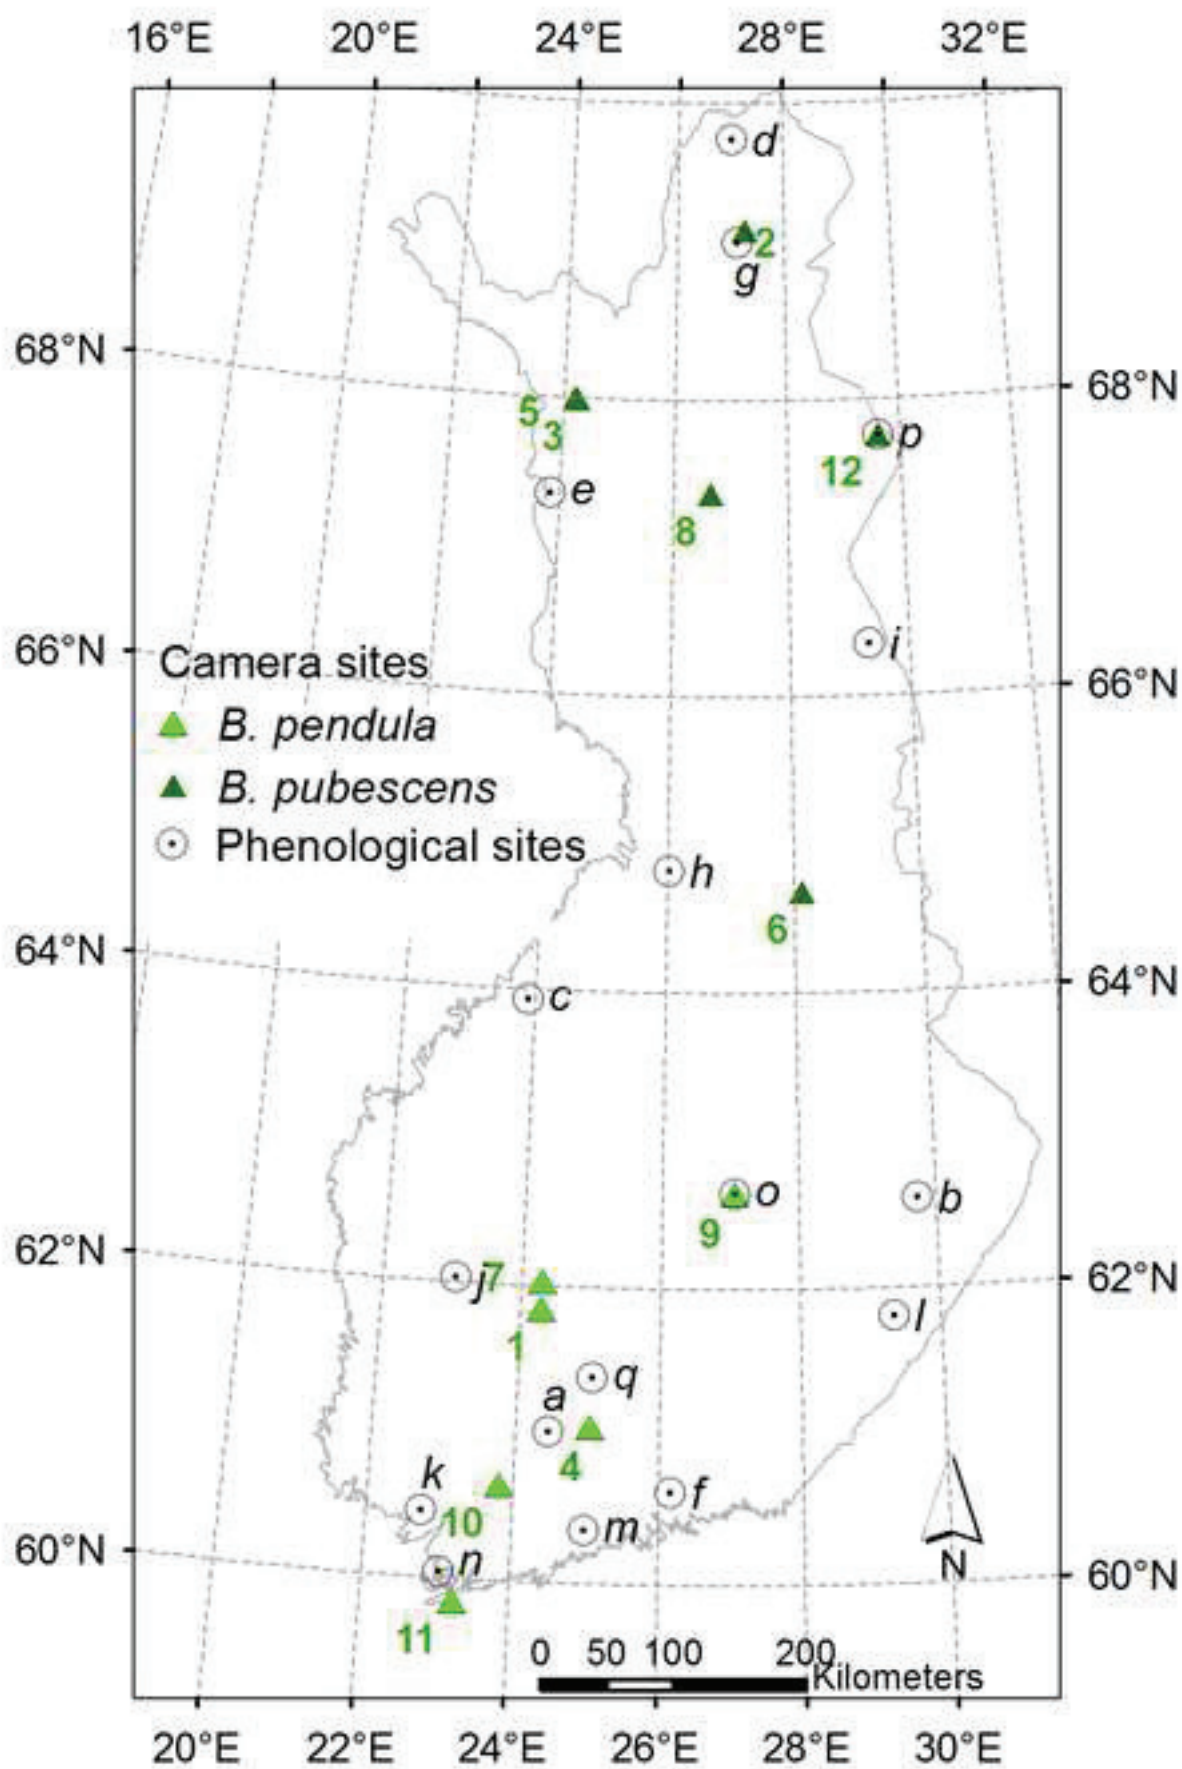 16°E 20°E 24°E 28°E 32°E
d
2
g
68°N
68°N
5
3
p
12
e
8
i
66°N
66°N
Camera sites
B. pendula
B. pubescens
Phenological sites
h
6
64°N
64°N
c
o
b
9
62°N
j
7
62°N
l
1
q
a
4
k
f
10
m
60°N
n
60°N
N
11
0 50 100 200
Kilometers
20°E 22°E 24°E 26°E 28°E 30°E